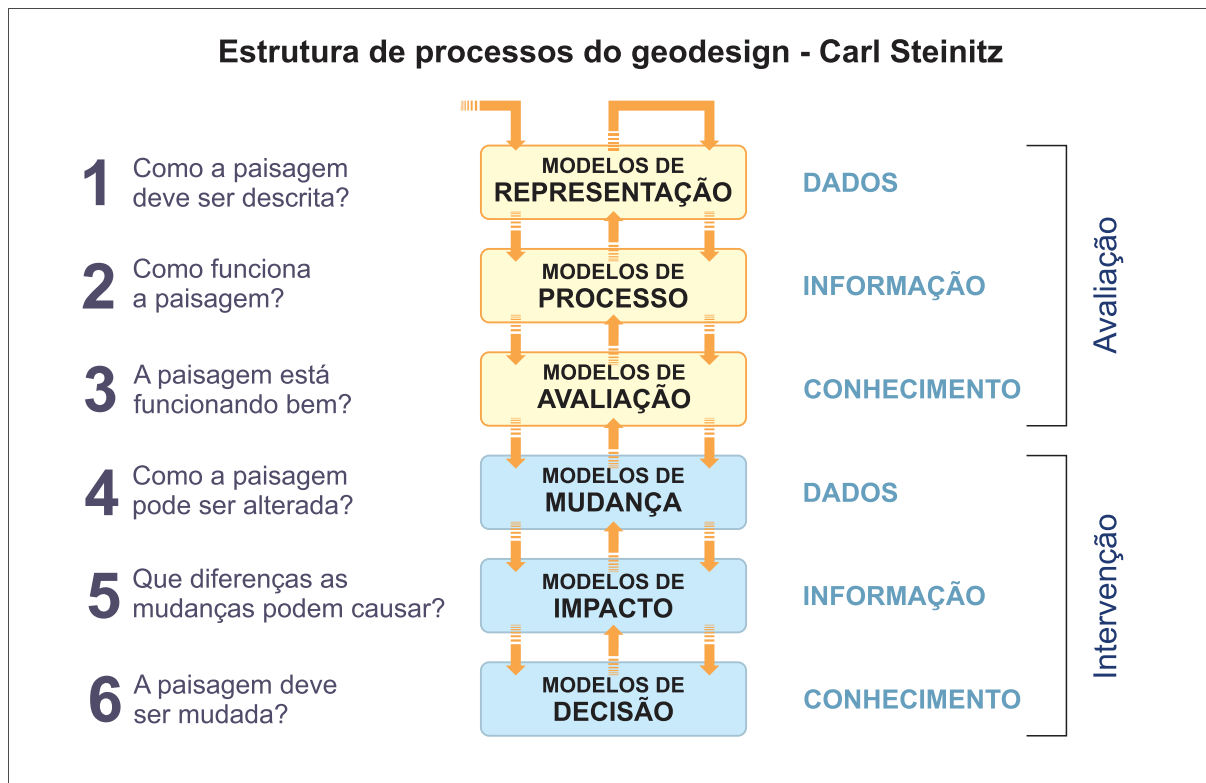 Estrutura de processos do geodesign - Carl Steinitz
1
Como a paisagem
deve ser descrita?
MODELOS DE
REPRESENTAÇÃO
DADOS
2
Como funciona
a paisagem?
MODELOS DE
PROCESSO
INFORMAÇÃO
3
A paisagem está
funcionando bem?
MODELOS DE
AVALIAÇÃO
CONHECIMENTO
Avaliação
4
Como a paisagem
pode ser alterada?
MODELOS DE
MUDANÇA
DADOS
5
Que diferenças as
mudanças podem causar?
MODELOS DE
IMPACTO
INFORMAÇÃO
6
A paisagem deve
ser mudada?
MODELOS DE
DECISÃO
CONHECIMENTO
Intervenção